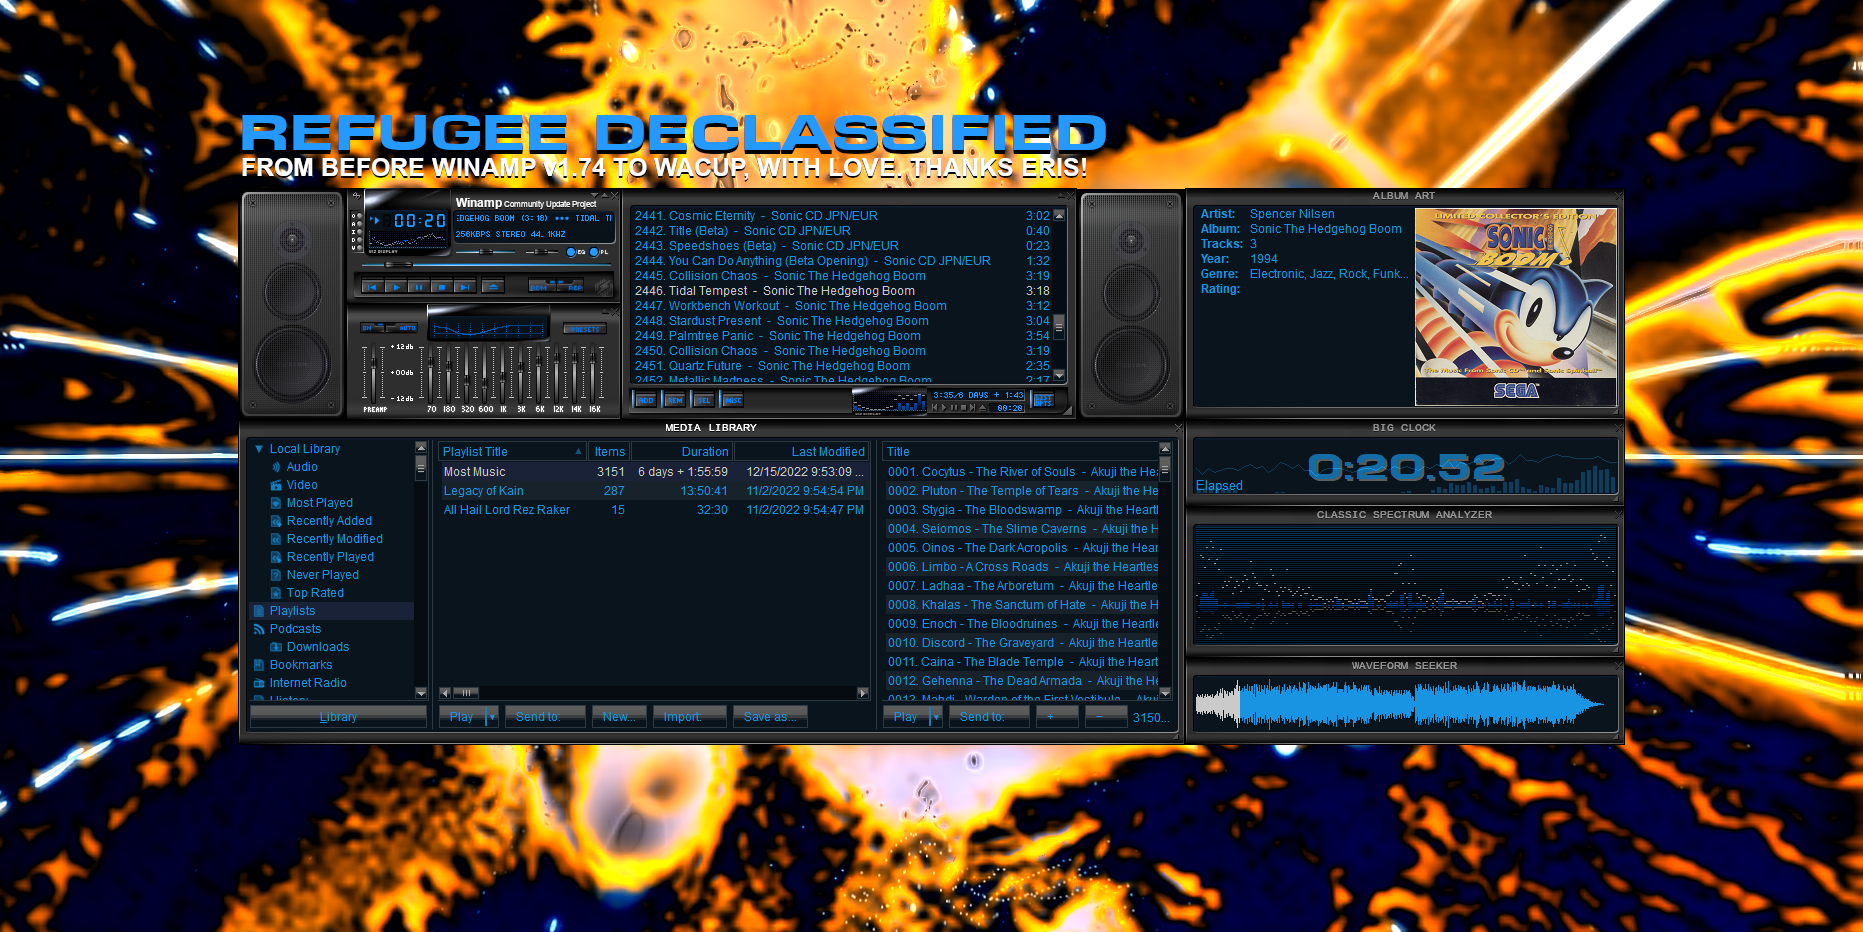 REFUGEE DECLASSIFIED
FROM BEFORE WINAMP V1.74 TO WACUP, WITH LOVE. THANKS ERIS!
Winamp Community Update Project
00:20
EDGEHOG BOOM (3:18) *** TIDAL
256KBPS STEREO 44.1KHZ
EQ
PL
ON AUTO
PRESETS
+12db
+00db
-12db
PREAMP 70 180 320 600 1K 3K 6K 12K 14K 16K
2441. Cosmic Eternity - Sonic CD JPN/EUR 3:02
2442. Title (Beta) - Sonic CD JPN/EUR 0:40
2443. Speedshoes (Beta) - Sonic CD JPN/EUR 0:23
2444. You Can Do Anything (Beta Opening) - Sonic CD JPN/EUR 1:32
2445. Collision Chaos - Sonic The Hedgehog Boom 3:19
2446. Tidal Tempest - Sonic The Hedgehog Boom 3:18
2447. Workbench Workout - Sonic The Hedgehog Boom 3:12
2448. Stardust Present - Sonic The Hedgehog Boom 3:04
2449. Palmtree Panic - Sonic The Hedgehog Boom 3:54
2450. Collision Chaos - Sonic The Hedgehog Boom 3:19
2451. Quartz Future - Sonic The Hedgehog Boom 2:35
2452. Metallic Madness - Sonic The Hedgehog Boom 2:17
ADD REM SEL MISC
3:35/6 DAYS + 1:43
00:20
LIST OPTS
ALBUM ART
Artist: Spencer Nilsen
Album: Sonic The Hedgehog Boom
Tracks: 3
Year: 1994
Genre: Electronic, Jazz, Rock, Funk...
Rating:
LIMITED COLLECTOR'S EDITION
SONIC
BOOM
The Music From Sonic CD™ and Sonic Spinball™
SEGA
MEDIA LIBRARY
Local Library
Audio
Video
Most Played
Recently Added
Recently Modified
Recently Played
Never Played
Top Rated
Playlists
Podcasts
Downloads
Bookmarks
Internet Radio
History
Library
Playlist Title Items Duration Last Modified
Most Music 3151 6 days + 1:55:59 12/15/2022 9:53:09 ...
Legacy of Kain 287 13:50:41 11/2/2022 9:54:54 PM
All Hail Lord Rez Raker 15 32:30 11/2/2022 9:54:47 PM
Play Send to: New... Import: Save as...
Title
0001. Cocytus - The River of Souls - Akuji the Hea
0002. Pluton - The Temple of Tears - Akuji the He
0003. Stygia - The Bloodswamp - Akuji the Heartl
0004. Seiomos - The Slime Caverns - Akuji the H
0005. Oinos - The Dark Acropolis - Akuji the Hear
0006. Limbo - A Cross Roads - Akuji the Heartles
0007. Ladhaa - The Arboretum - Akuji the Heartle
0008. Khalas - The Sanctum of Hate - Akuji the H
0009. Enoch - The Bloodruines - Akuji the Heartle
0010. Discord - The Graveyard - Akuji the Heartle
0011. Caina - The Blade Temple - Akuji the Heart
0012. Gehenna - The Dead Armada - Akuji the He
0013. Mahdi - Warden of the First Vestibule - Aku
Play Send to: + - 3150...
BIG CLOCK
0:20.52
Elapsed
CLASSIC SPECTRUM ANALYZER
WAVEFORM SEEKER